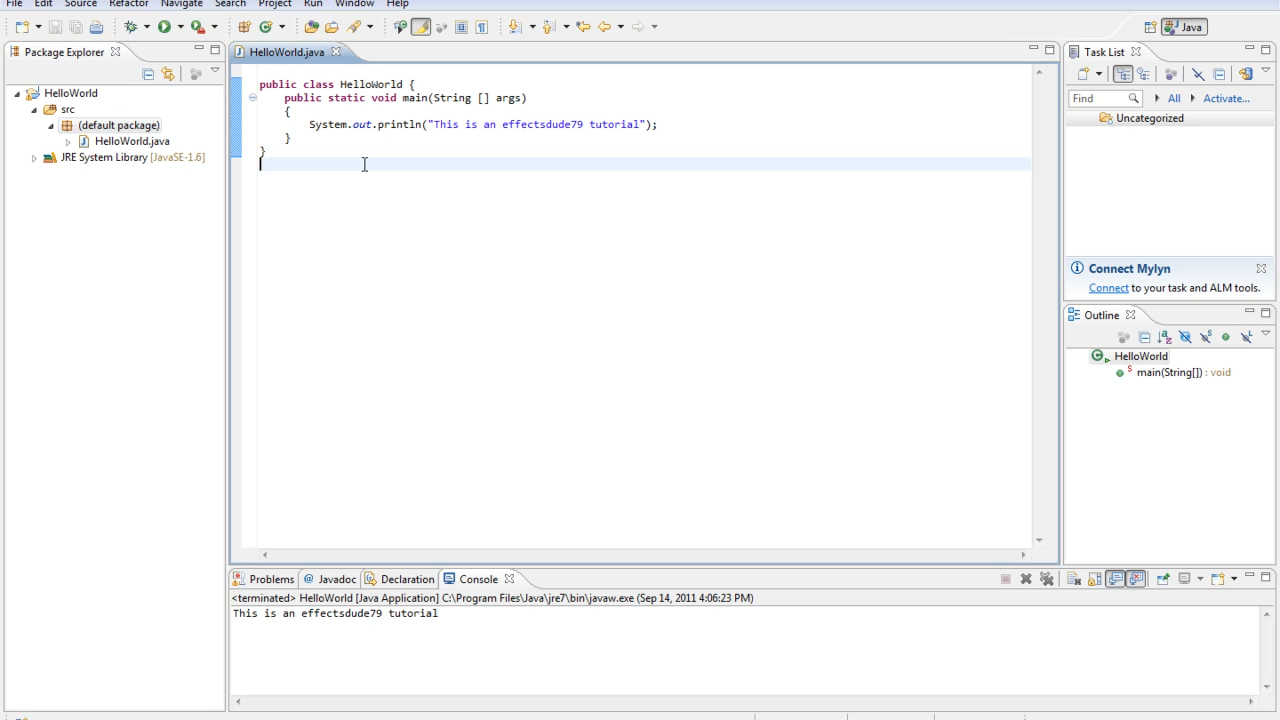 File Edit Source Refactor Navigate Search Project Run Window Help
Java
Package Explorer
HelloWorld
src
(default package)
HelloWorld.java
JRE System Library [JavaSE-1.6]
HelloWorld.java
public class HelloWorld {
public static void main(String [] args)
{
System.out.println("This is an effectsdude79 tutorial");
}
}
Task List
Find All Activate...
Uncategorized
Connect Mylyn
Connect to your task and ALM tools.
Outline
HelloWorld
main(String[]) : void
Problems Javadoc Declaration Console
<terminated> HelloWorld [Java Application] C:\Program Files\Java\jre7\bin\javaw.exe (Sep 14, 2011 4:06:23 PM)
This is an effectsdude79 tutorial